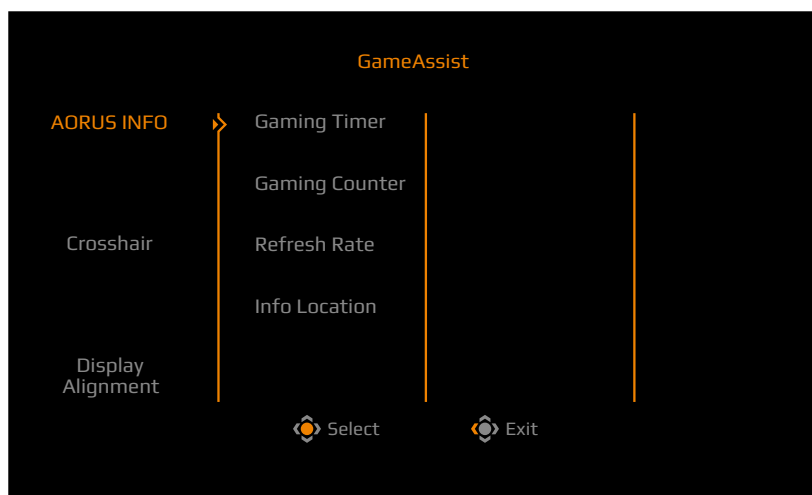 GameAssist
AORUS INFO
Gaming Timer
Gaming Counter
Crosshair
Refresh Rate
Info Location
Display
Alignment
Select
Exit